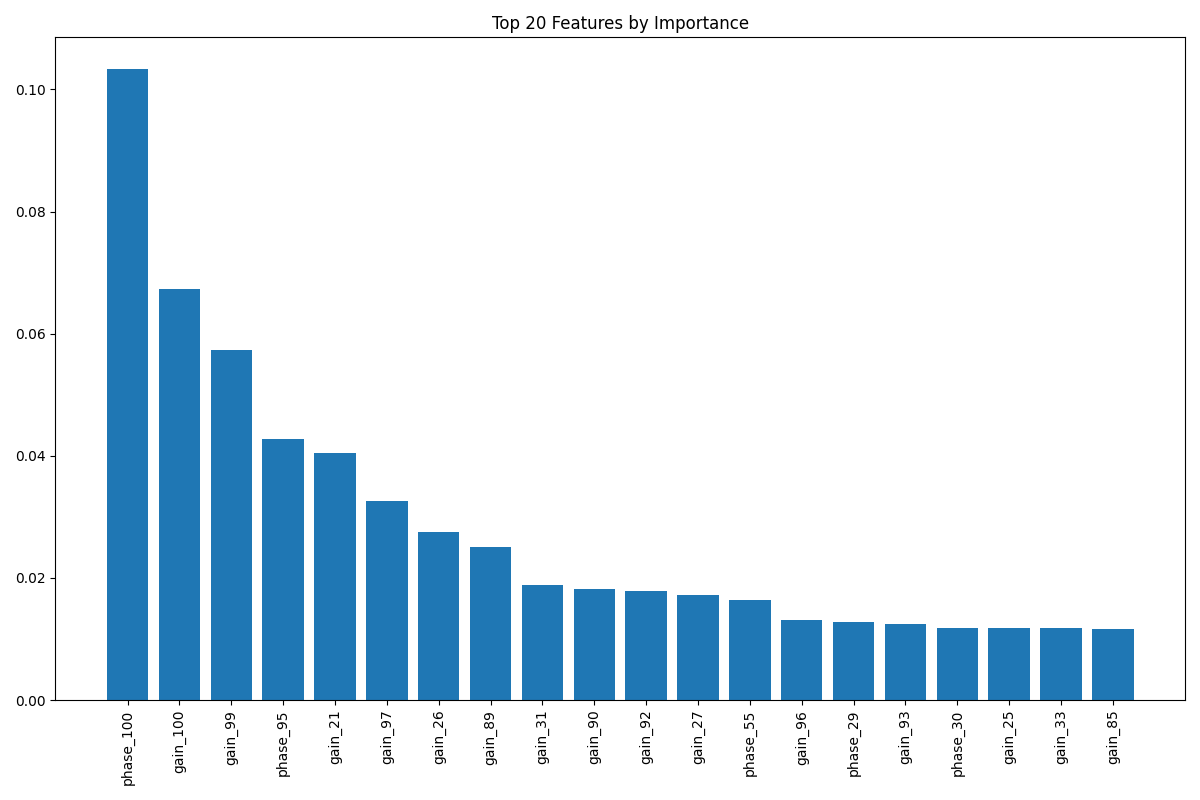 Top 20 Features by Importance
0.10
0.08
0.06
0.04
0.02
0.00
phase_100
gain_100
gain_99
phase_95
gain_21
gain_97
gain_26
gain_89
gain_31
gain_90
gain_92
gain_27
phase_55
gain_96
phase_29
gain_93
phase_30
gain_25
gain_33
gain_85